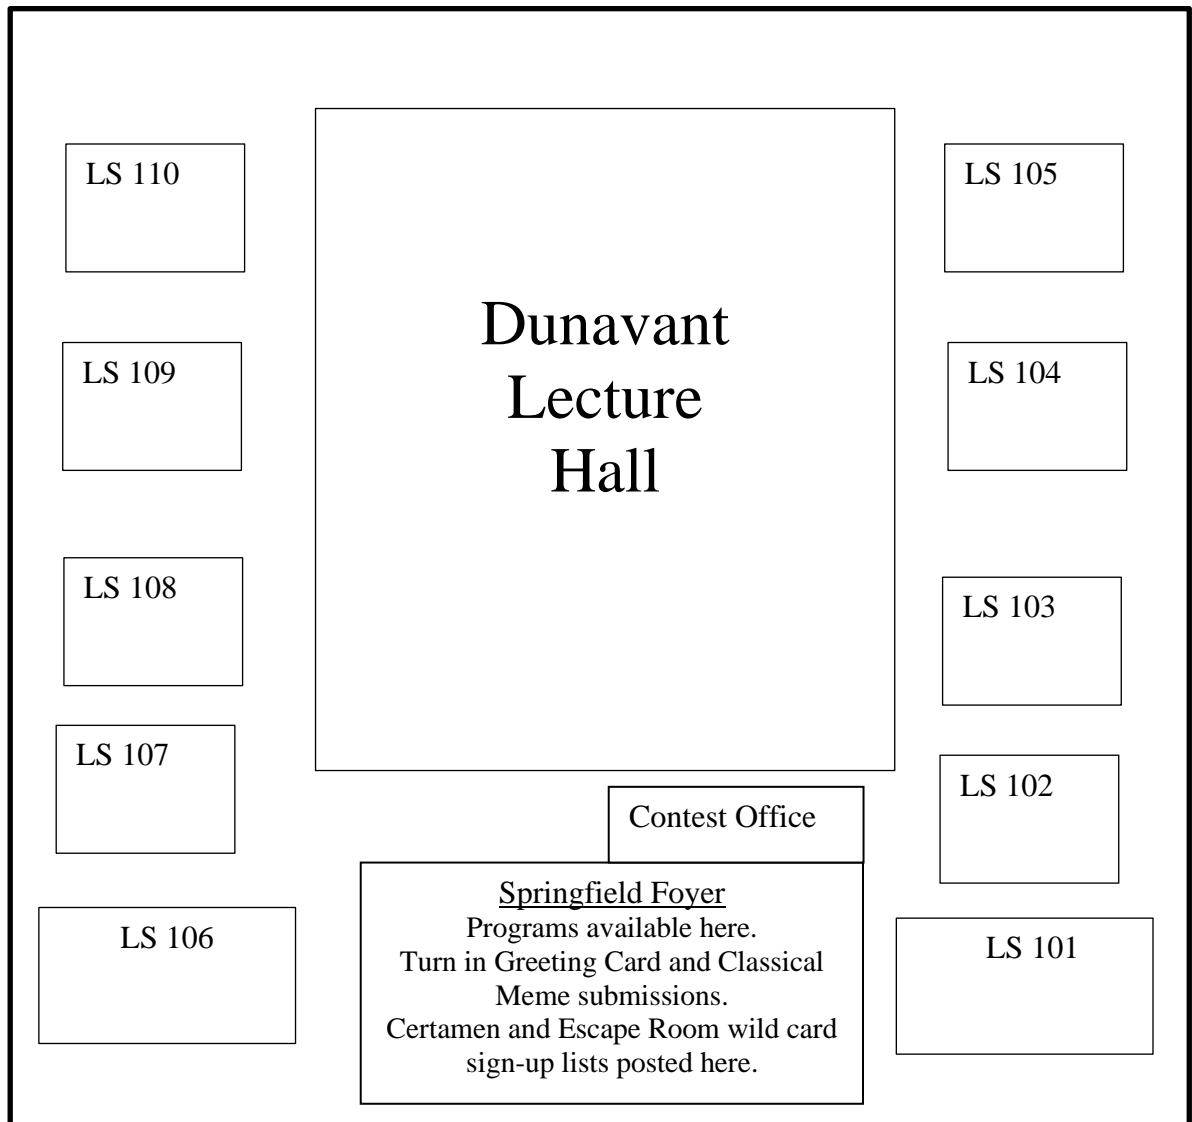 LS 110
LS 105
Dunavant
Lecture
Hall
LS 109
LS 104
LS 108
LS 103
LS 107
LS 102
Contest Office
Springfield Foyer
Programs available here.
Turn in Greeting Card and Classical
Meme submissions.
Certamen and Escape Room wild card
sign-up lists posted here.
LS 106
LS 101